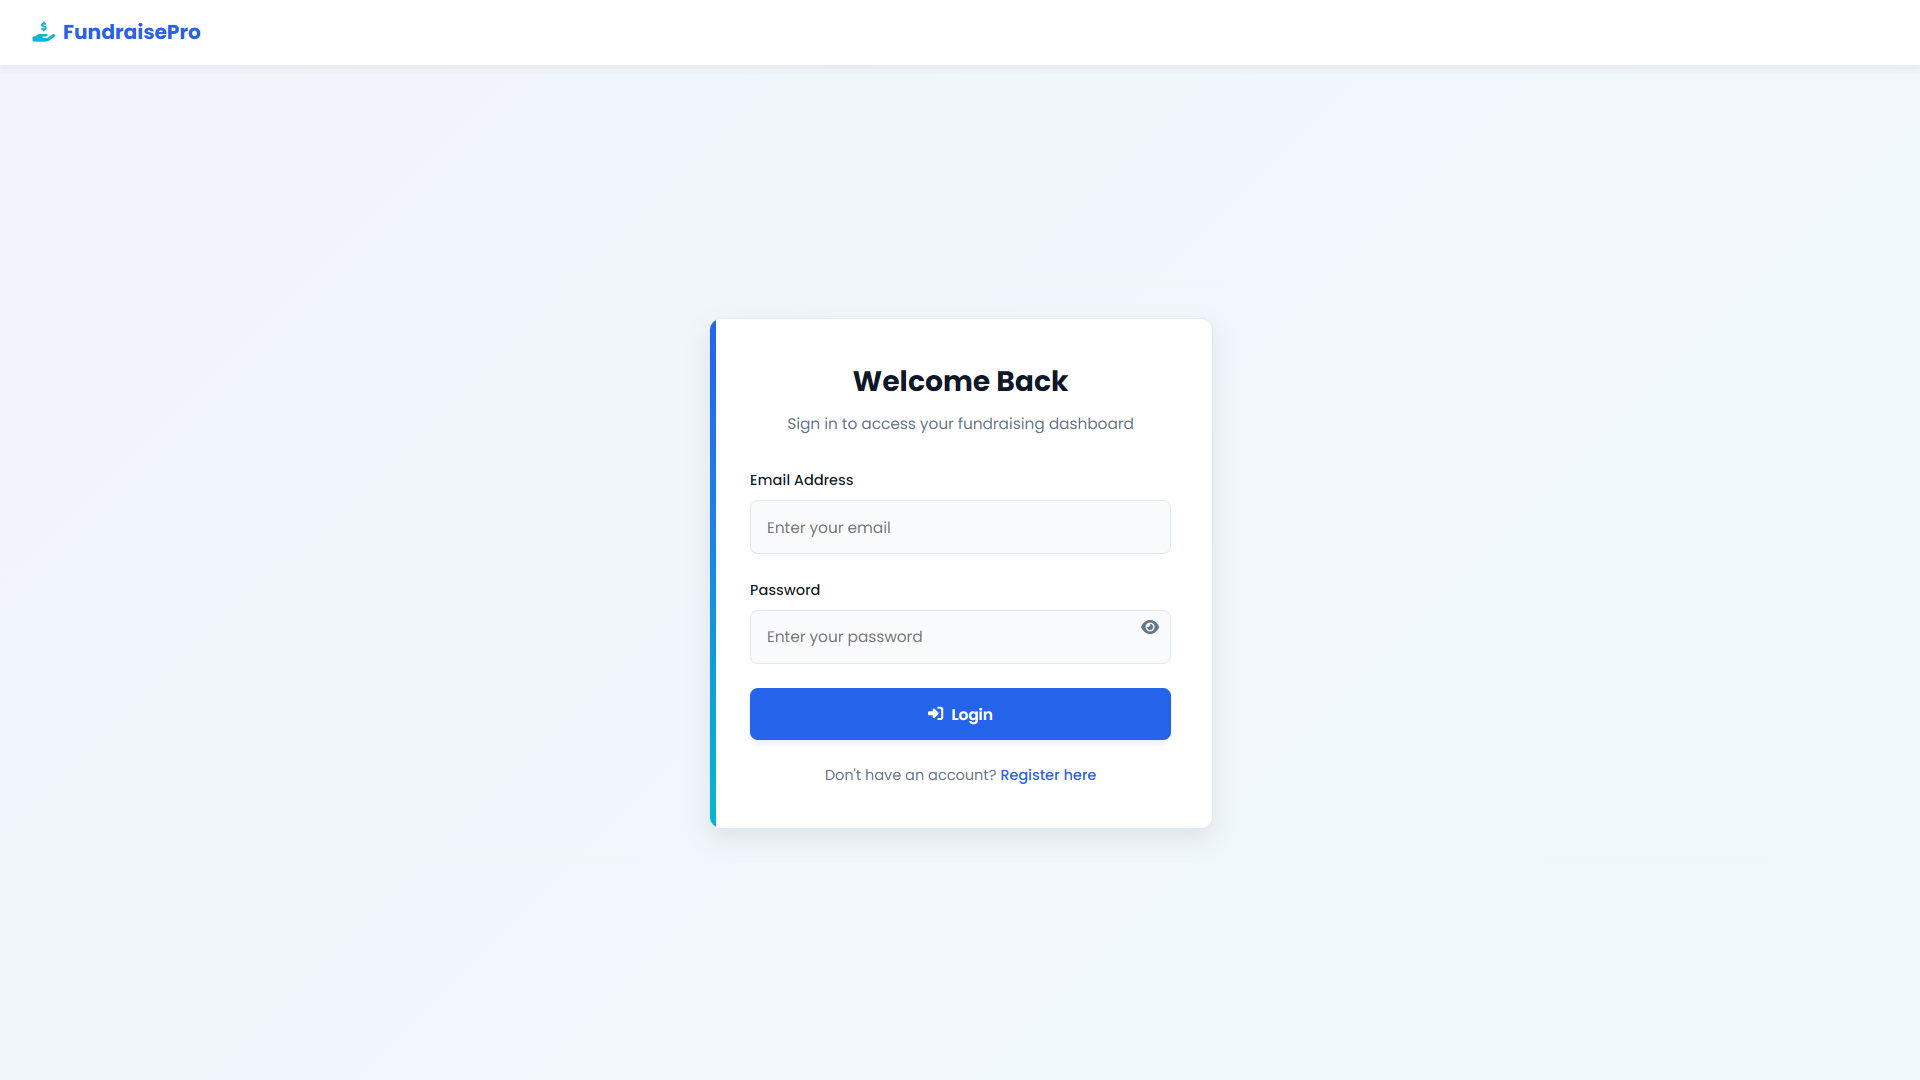 FundraisePro
Welcome Back
Sign in to access your fundraising dashboard
Email Address
Enter your email
Password
Enter your password
Login
Don't have an account? Register here